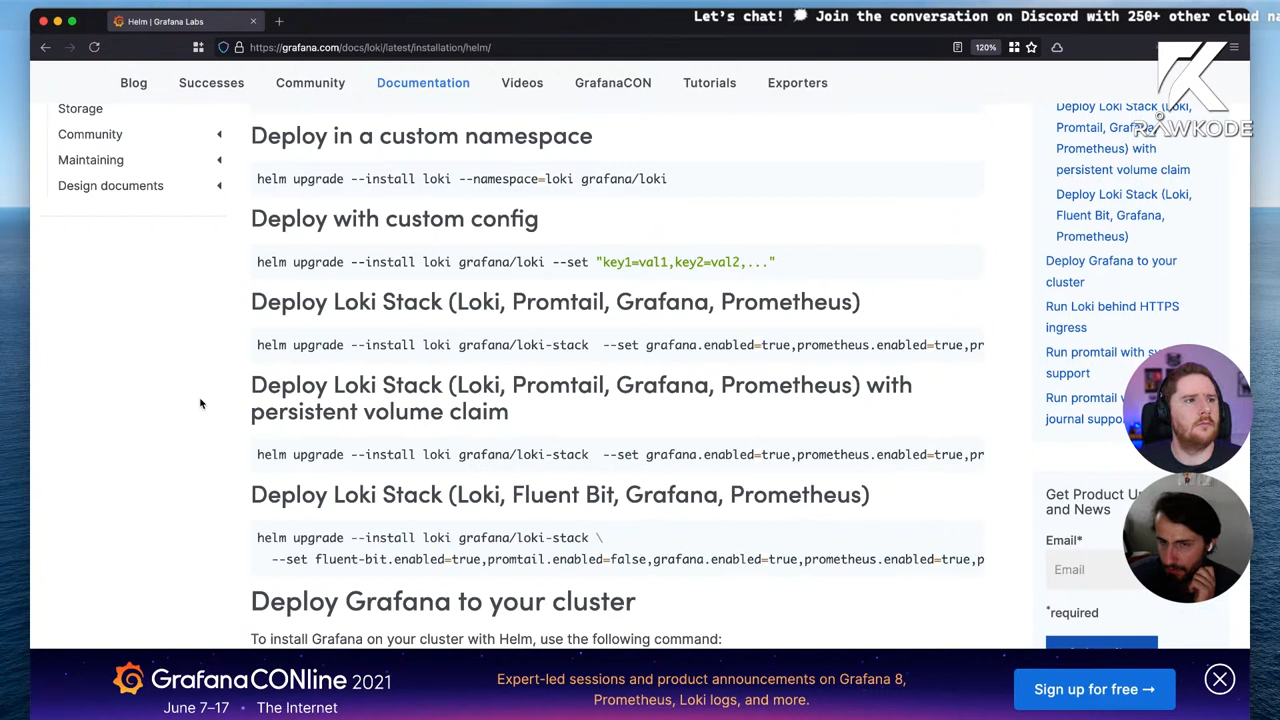 Let's chat! 💭 Join the conversation on Discord with 250+ other cloud na
Helm | Grafana Labs
https://grafana.com/docs/loki/latest/installation/helm/
120%
RAWKODE
Blog
Successes
Community
Documentation
Videos
GrafanaCON
Tutorials
Exporters
Storage
Community
Maintaining
Design documents
Deploy in a custom namespace
helm upgrade --install loki --namespace=loki grafana/loki
Deploy with custom config
helm upgrade --install loki grafana/loki --set "key1=val1,key2=val2,..."
Deploy Loki Stack (Loki, Promtail, Grafana, Prometheus)
helm upgrade --install loki grafana/loki-stack  --set grafana.enabled=true,prometheus.enabled=true,pr
Deploy Loki Stack (Loki, Promtail, Grafana, Prometheus) with
persistent volume claim
helm upgrade --install loki grafana/loki-stack  --set grafana.enabled=true,prometheus.enabled=true,pr
Deploy Loki Stack (Loki, Fluent Bit, Grafana, Prometheus)
helm upgrade --install loki grafana/loki-stack \
--set fluent-bit.enabled=true,promtail.enabled=false,grafana.enabled=true,prometheus.enabled=true,p
Deploy Grafana to your cluster
To install Grafana on your cluster with Helm, use the following command:
Deploy Loki Stack (Loki,
Promtail, Grafana,
Prometheus) with
persistent volume claim
Deploy Loki Stack (Loki,
Fluent Bit, Grafana,
Prometheus)
Deploy Grafana to your
cluster
Run Loki behind HTTPS
ingress
Run promtail with sy
support
Run promtail
journal suppo
Get Product U
and News
Email*
Email
*required
GrafanaCONline 2021
June 7–17 • The Internet
Expert-led sessions and product announcements on Grafana 8,
Prometheus, Loki logs, and more.
Sign up for free →